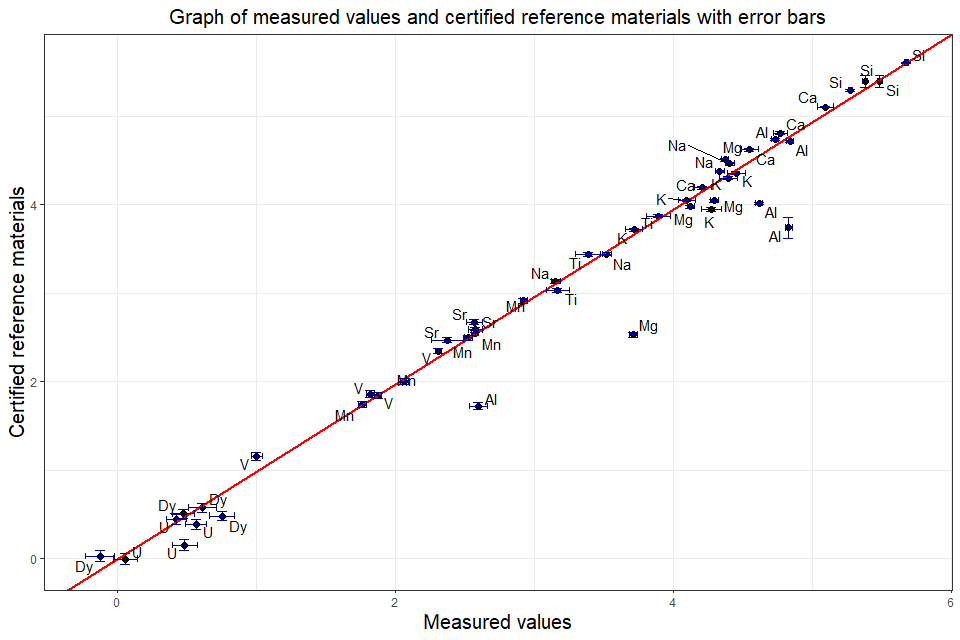 Graph of measured values and certified reference materials with error bars
Si
Si
Si
Si
Ca
Ca
Al
Al
Na
Mg
Ca
Na
K
K
Ca
K
Mg
Al
Mg
K
Ti
K
Al
Ti
Na
Na
Ti
Mn
Mg
Sr
Sr
Sr
Mn
Mn
V
Mn
V
V
Al
Mn
V
Dy
Dy
Dy
U
U
U
U
Dy
0
2
4
6
0
2
4
Measured values
Certified reference materials